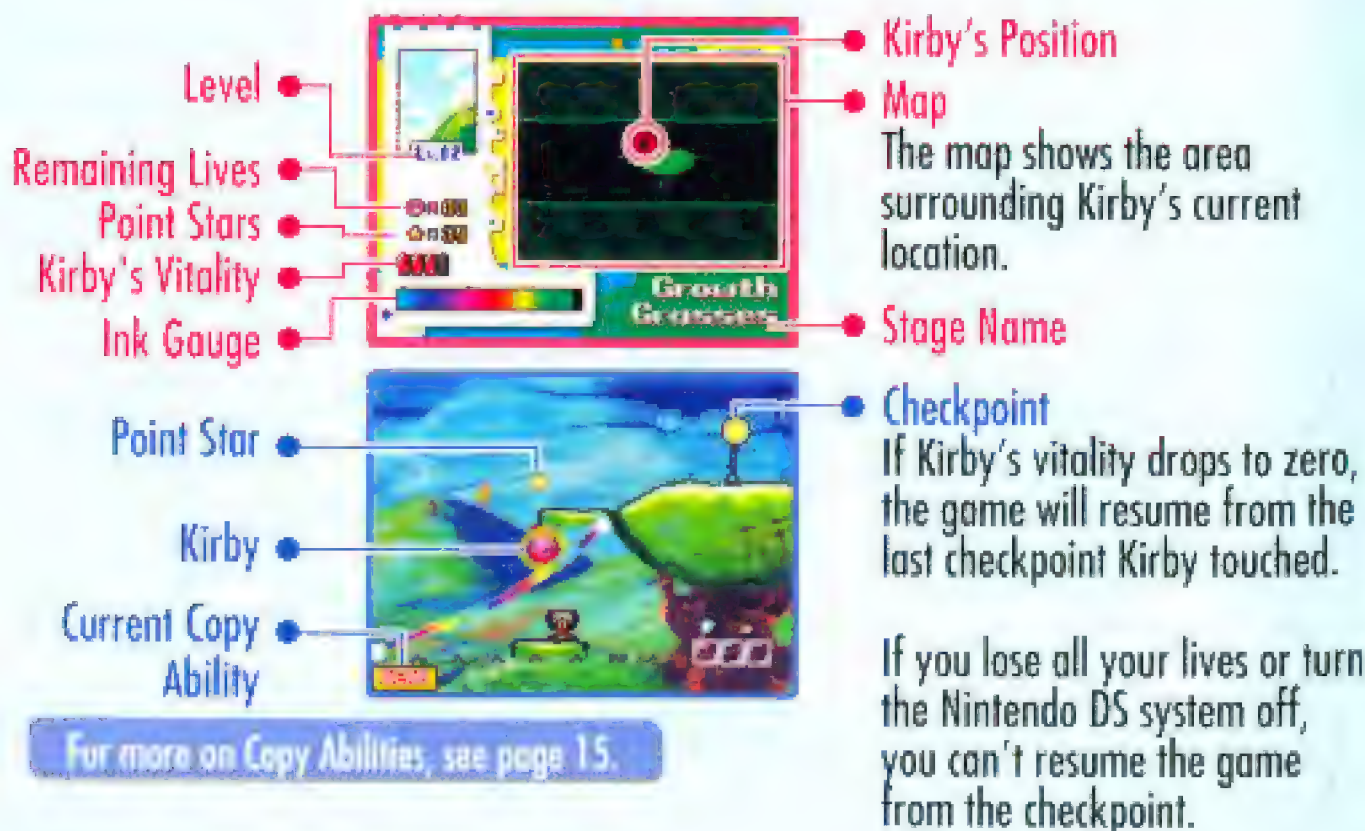 Level
Remaining Lives
Point Stars
Kirby's Vitality
Ink Gauge
Lv.02
Growth
Grasses
Kirby's Position
Map
The map shows the area
surrounding Kirby's current
location.
Stage Name
Point Star
Kirby
Current Copy
Ability
Checkpoint
If Kirby's vitality drops to zero,
the game will resume from the
last checkpoint Kirby touched.
If you lose all your lives or turn
the Nintendo DS system off,
you can't resume the game
from the checkpoint.
For more on Copy Abilities, see page 15.